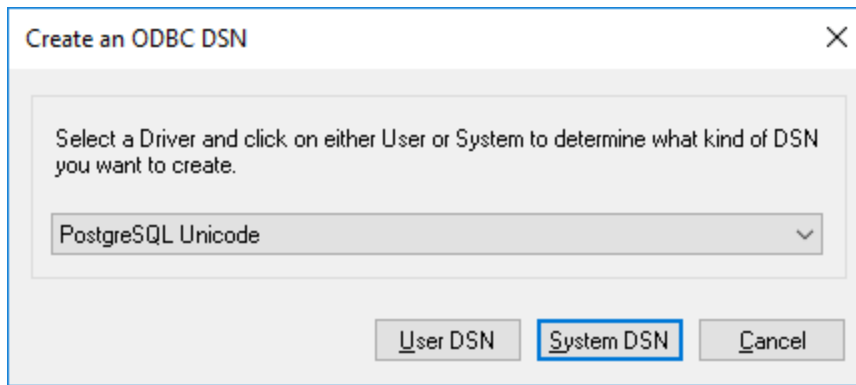 Create an ODBC DSN
Select a Driver and click on either User or System to determine what kind of DSN
you want to create.
PostgreSQL Unicode
User DSN System DSN Cancel